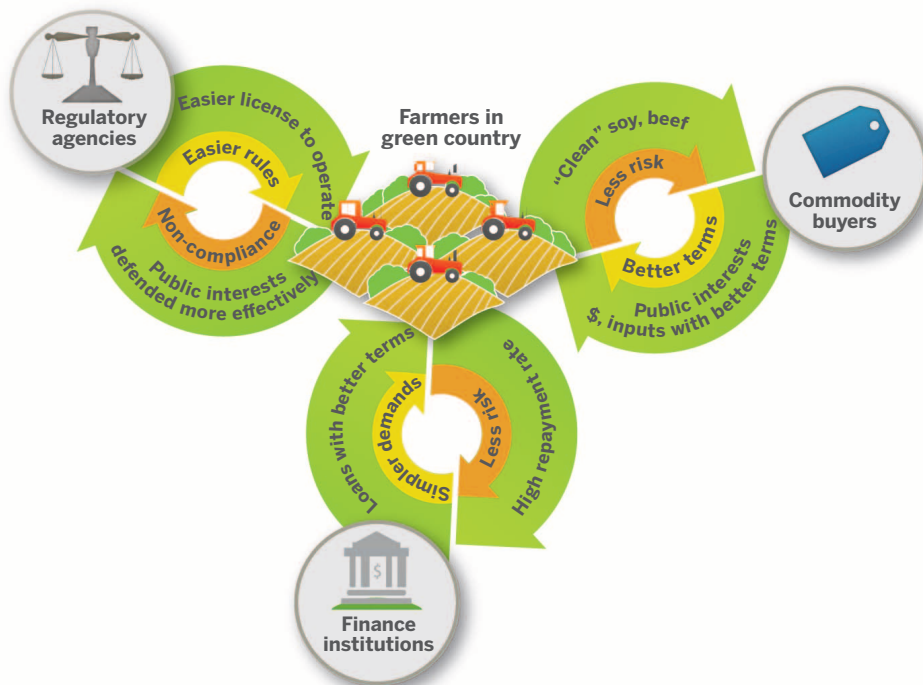 Regulatory
agencies
Easier license to operate
Easier rules
Non-compliance
Public interests
defended more effectively
Farmers in
green country
"Clean" soy, beef
Less risk
Better terms
Public interests
$, inputs with better terms
Commodity
buyers
Loans with better terms
Simpler demands
Less risk
High repayment rate
$
Finance
institutions